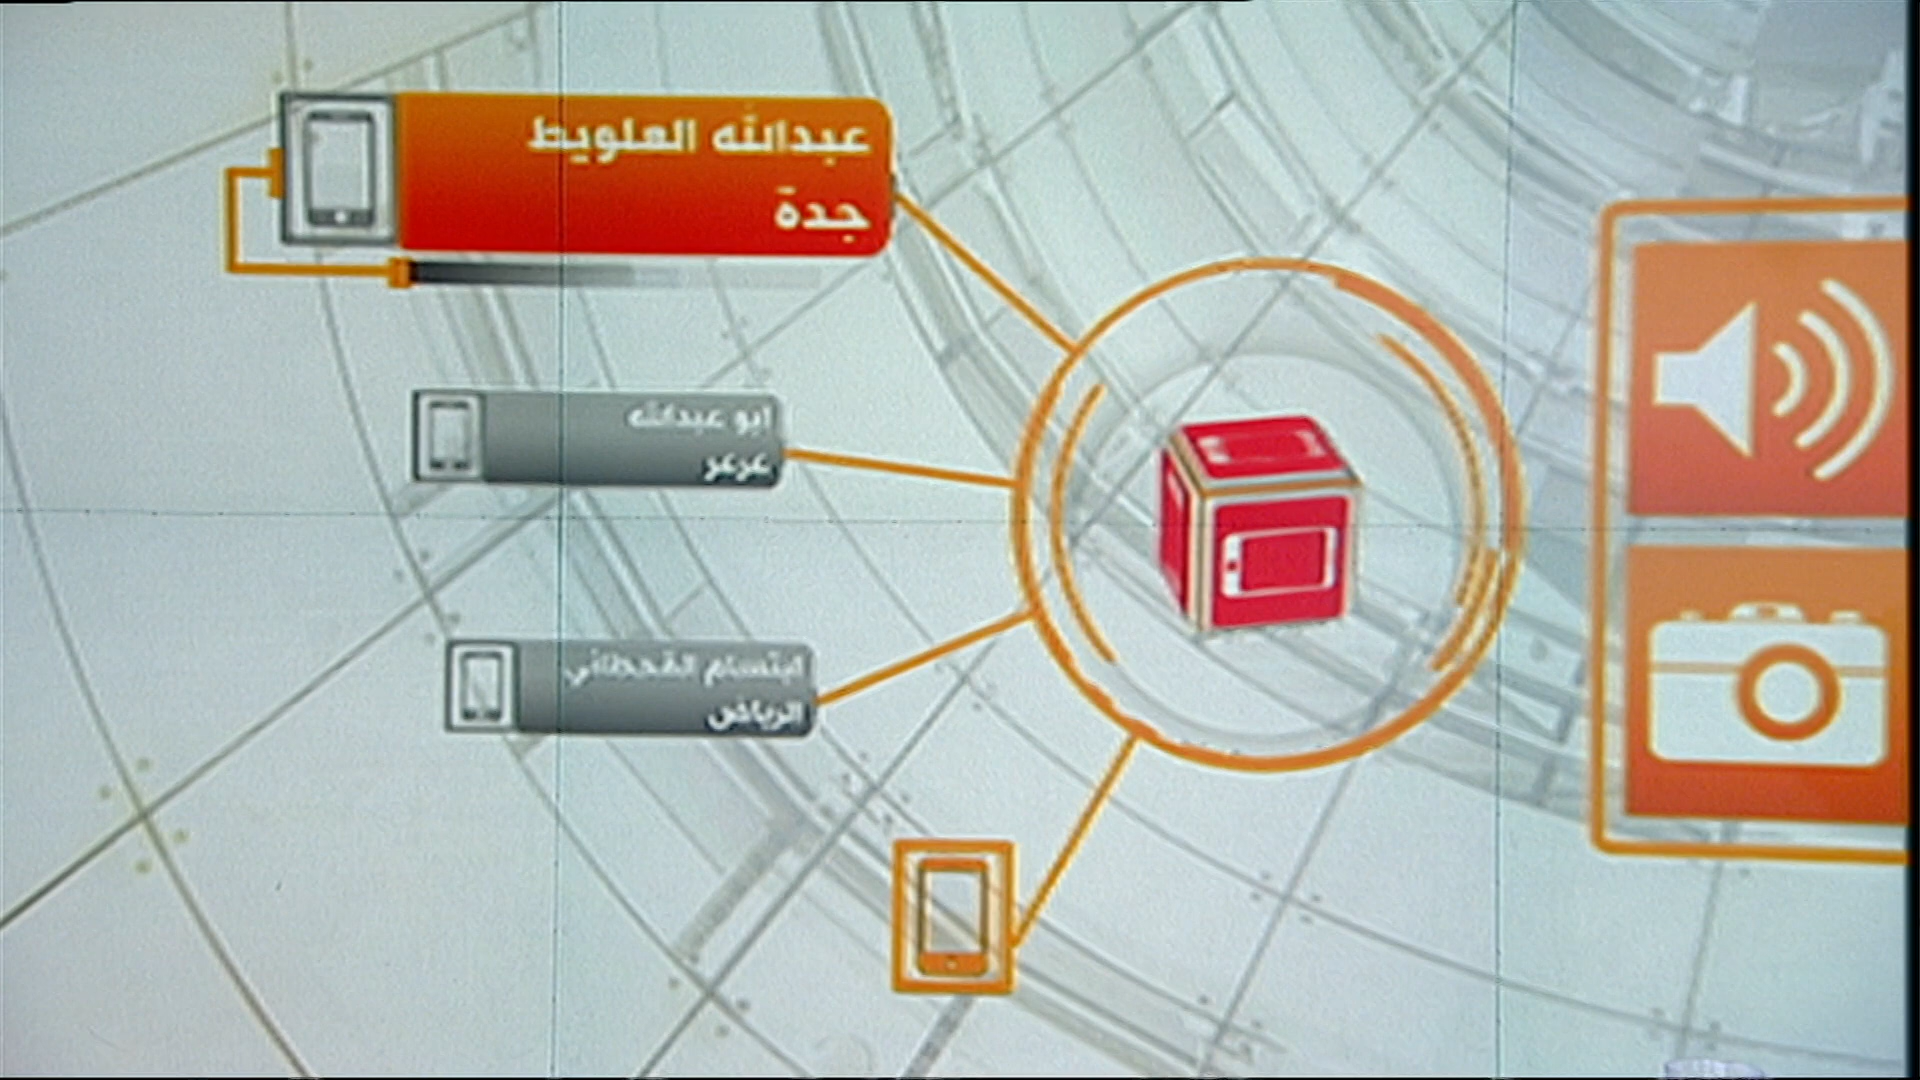 عبدالله العلويط
جدة
ابو عبدالله
عرعر
ابتسام القحطاني
الرياض